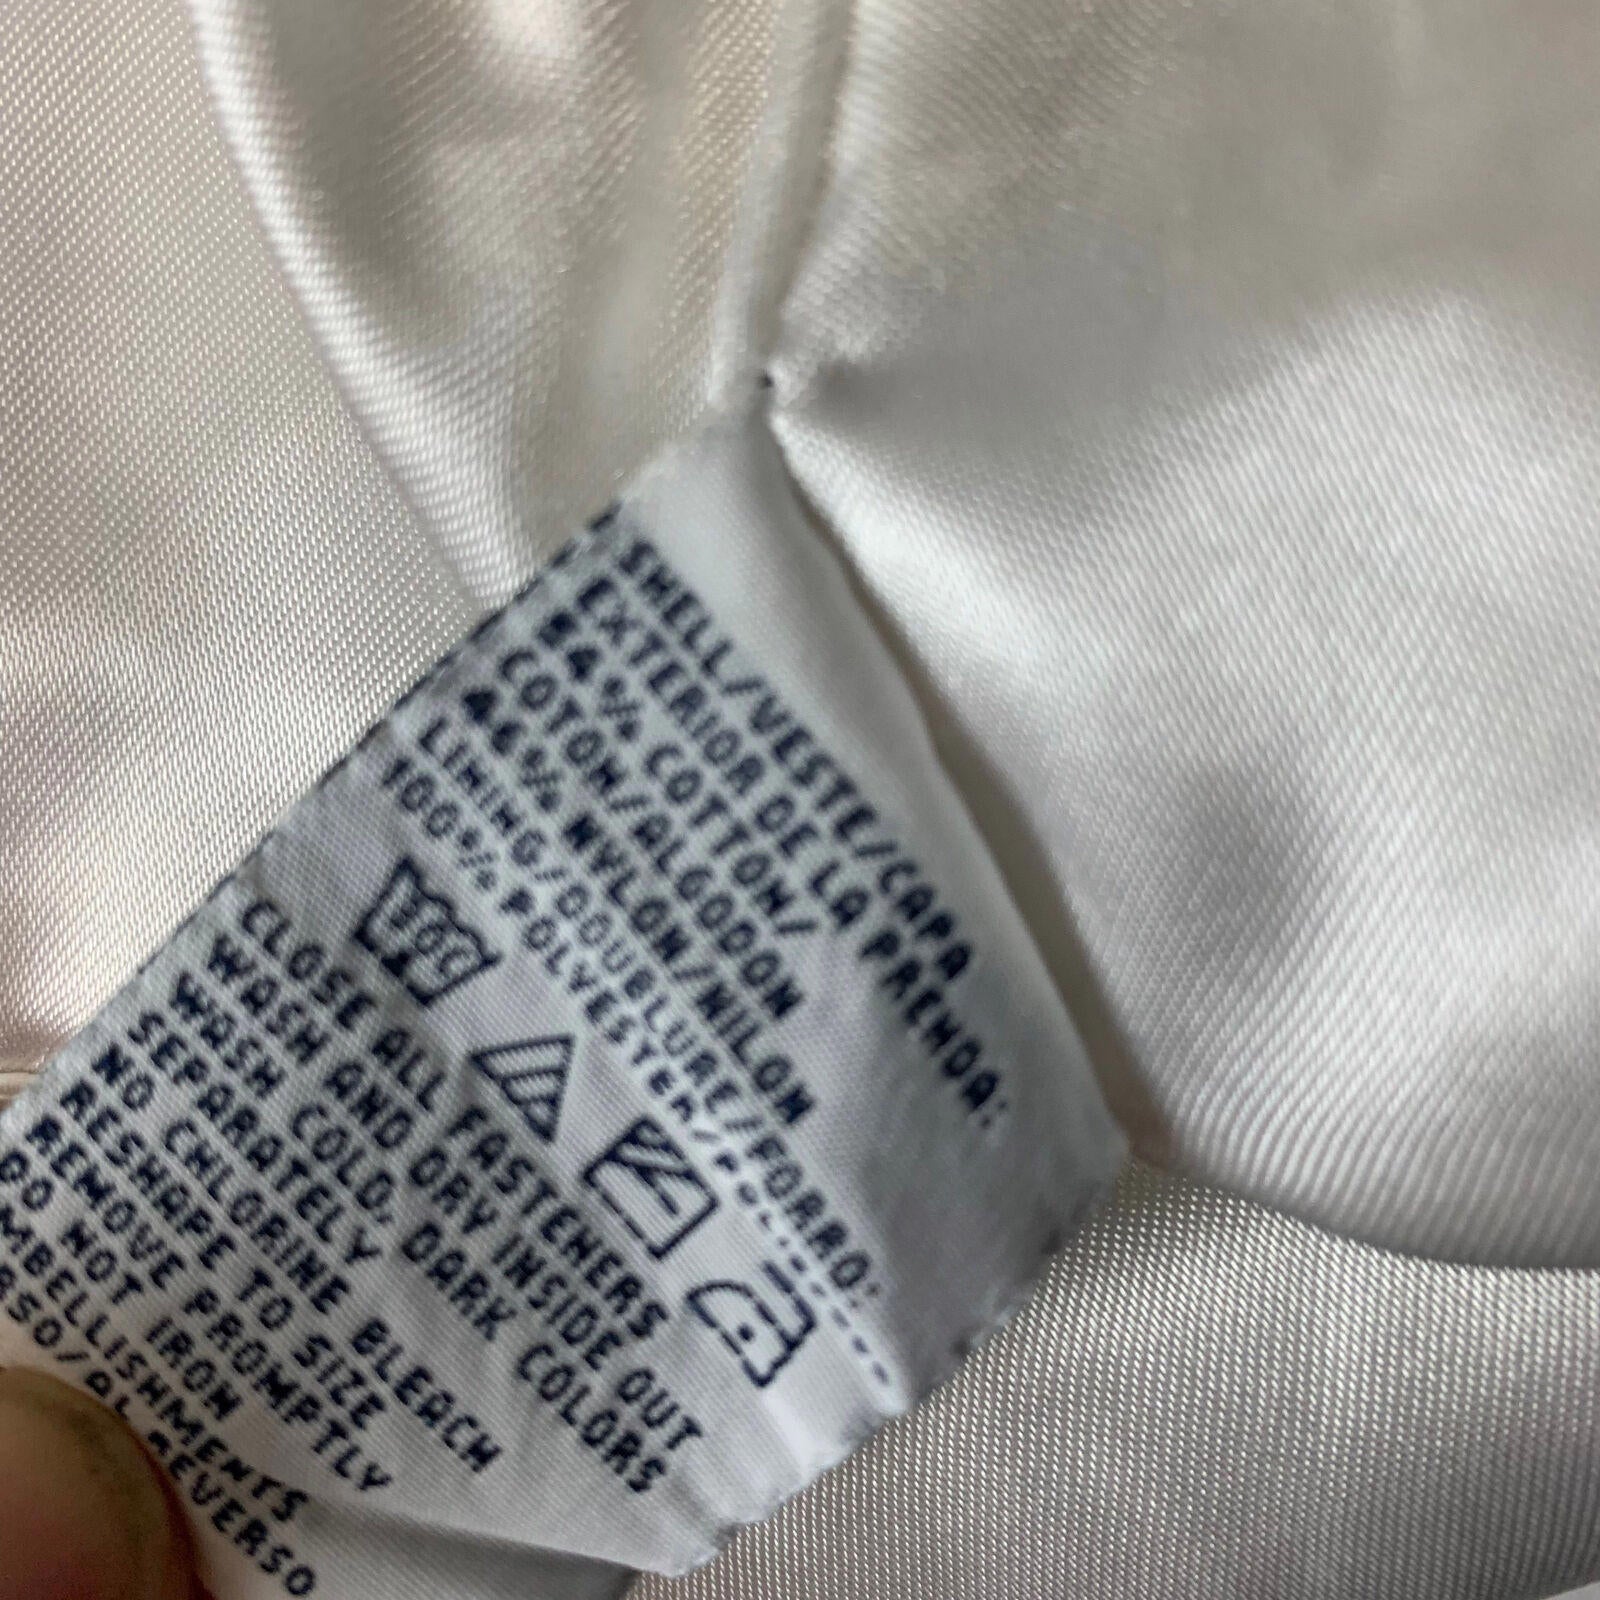 SHELL/VESTE/CAPA
EXTERIOR DE LA PRENDA:
54% COTTON/
COTON/ALGODON
46% NYLON/NILON
LINING/DOUBLURE/FORRO:
100% POLYESTER/
CLOSE ALL FASTENERS
WASH AND DRY INSIDE OUT
WASH COLD, DARK COLORS
SEPARATELY
NO CHLORINE BLEACH
RESHAPE TO SIZE
REMOVE PROMPTLY
DO NOT IRON
EMBELLISHMENTS
REVERSO